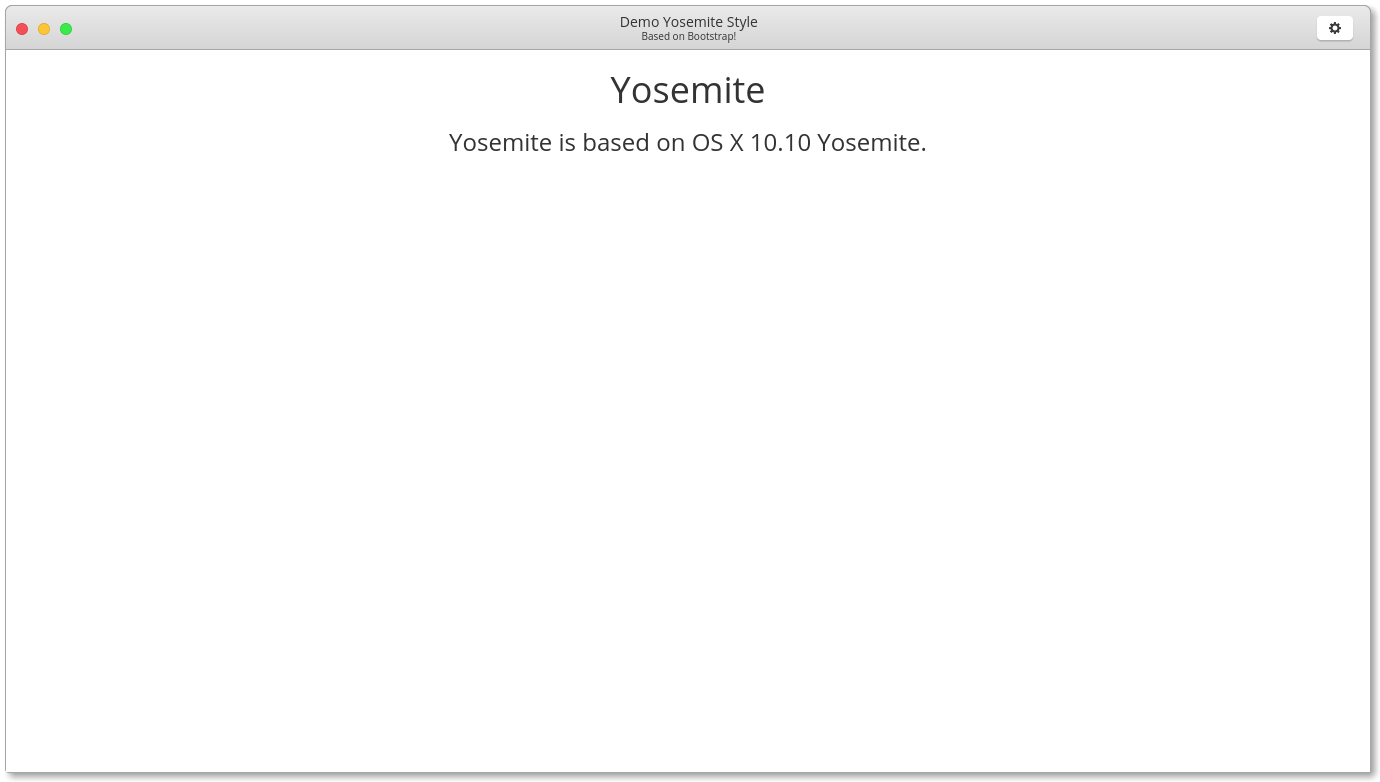 Demo Yosemite Style
Based on Bootstrap!
Yosemite
Yosemite is based on OS X 10.10 Yosemite.